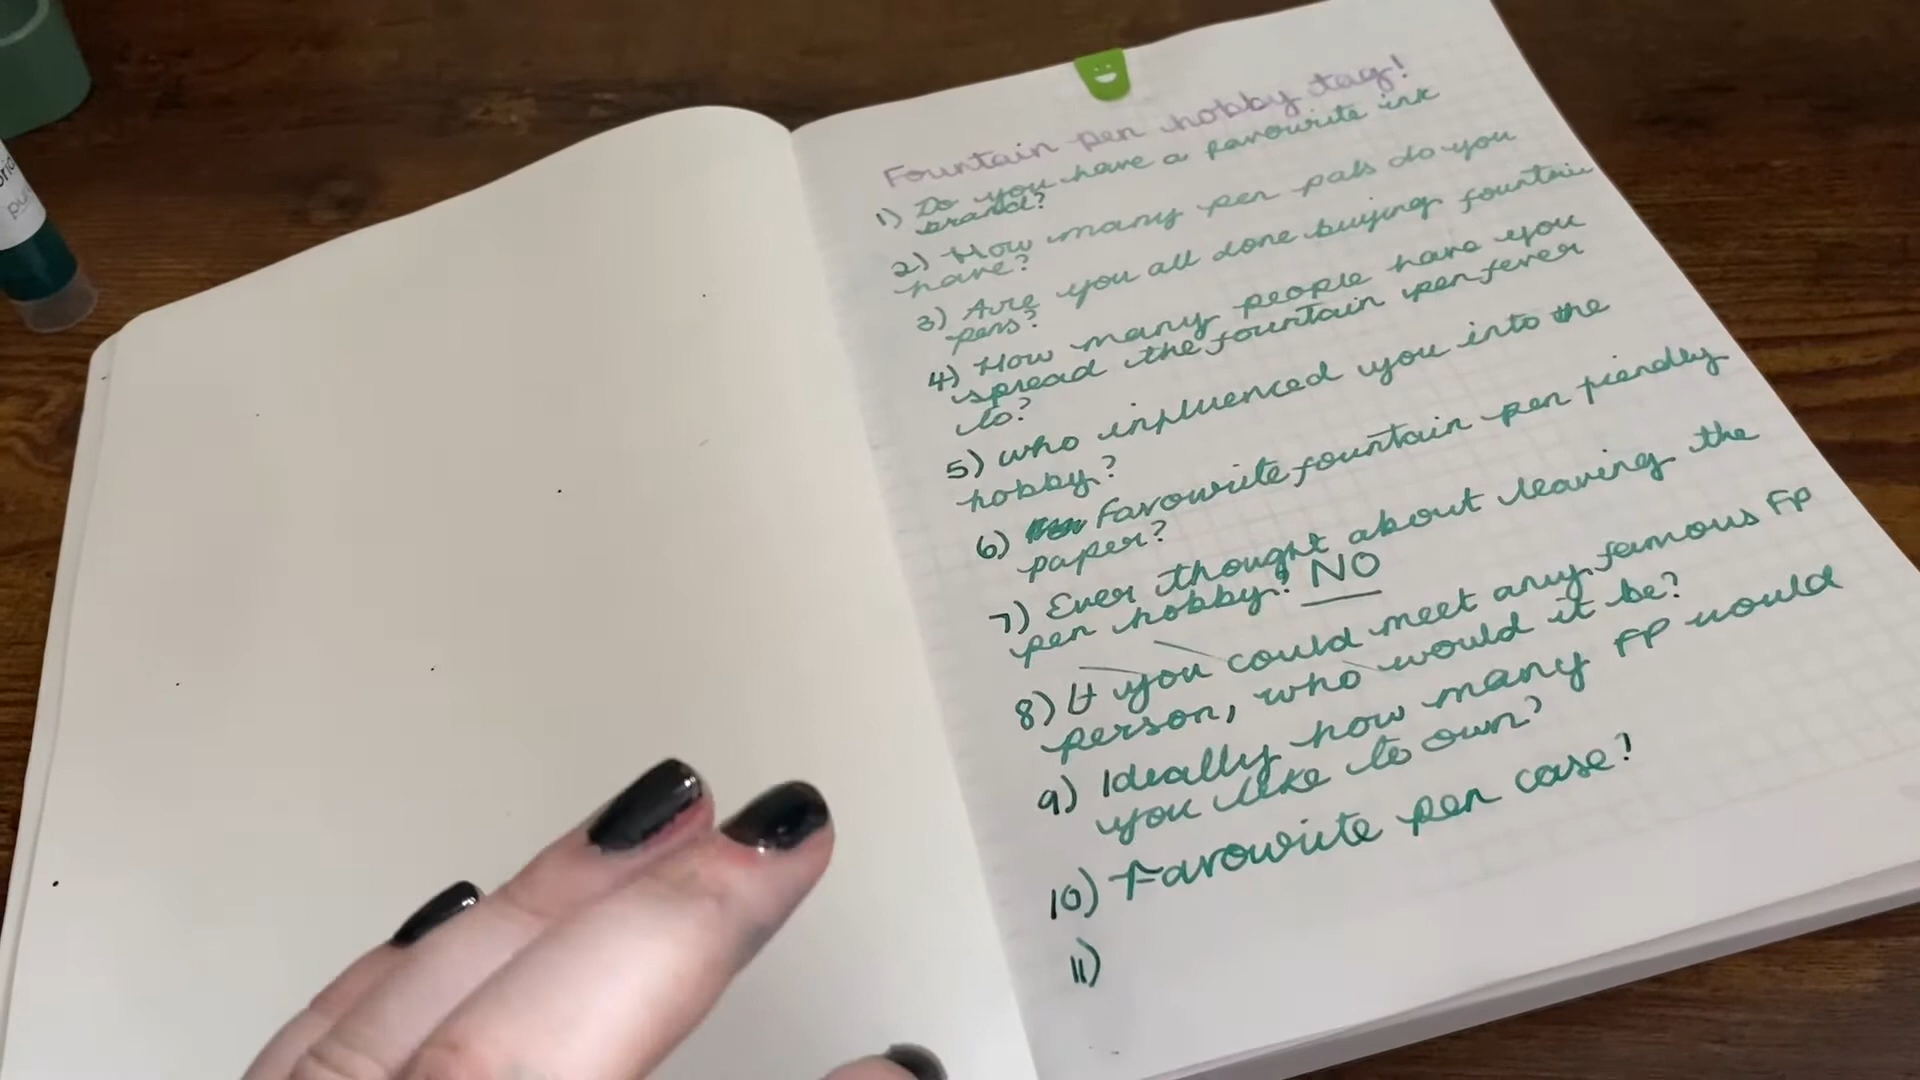 Fountain pen hobby tag!
1) Do you have a favourite ink
brand?
2) How many pen pals do you
have?
3) Are you all done buying fountain
pens?
4) How many people have you
spread the fountain pen fever
to?
5) who influenced you into the
hobby?
6) Favourite fountain pen fiendley
paper?
7) Ever thought about leaving the
pen hobby? NO
8) If you could meet any famous FP
person, who would it be?
9) Ideally how many FP would
you like to own?
10) Favourite pen case?
11)